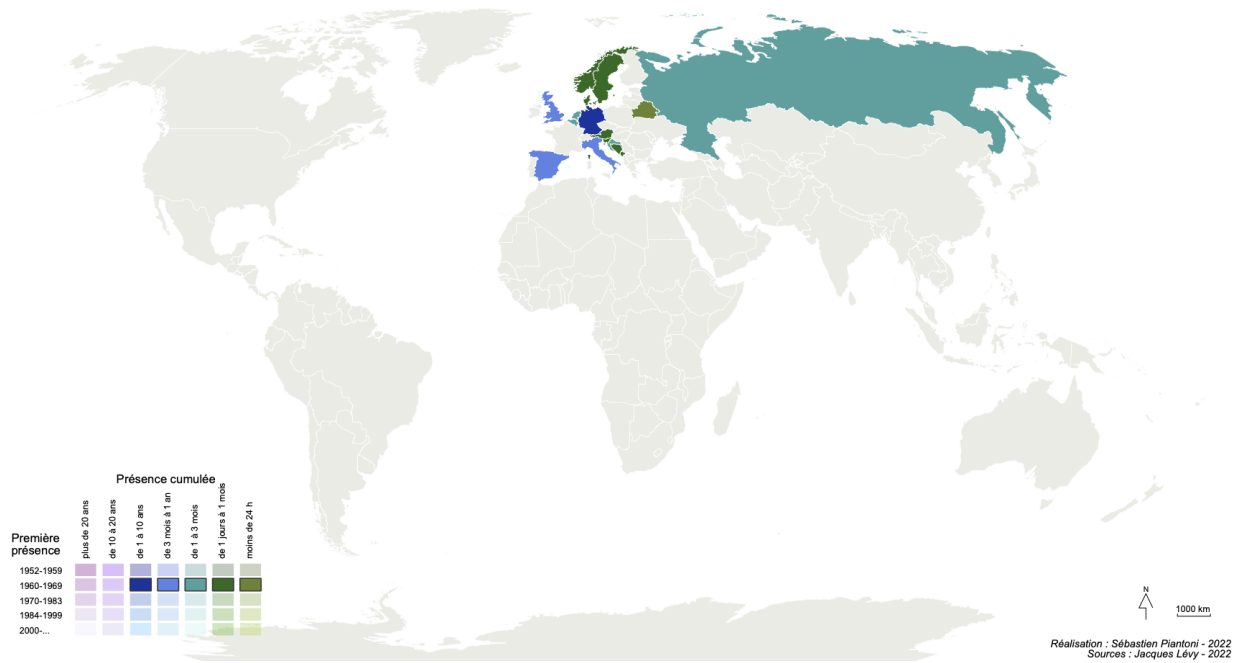 Présence cumulée
plus de 20 ans
de 10 à 20 ans
de 1 à 10 ans
de 3 mois à 1 an
de 1 à 3 mois
de 1 jours à 1 mois
moins de 24 h
Première
présence
1952-1959
1960-1969
1970-1983
1984-1999
2000-...
N
1000 km
Réalisation : Sébastien Piantoni - 2022
Sources : Jacques Lévy - 2022